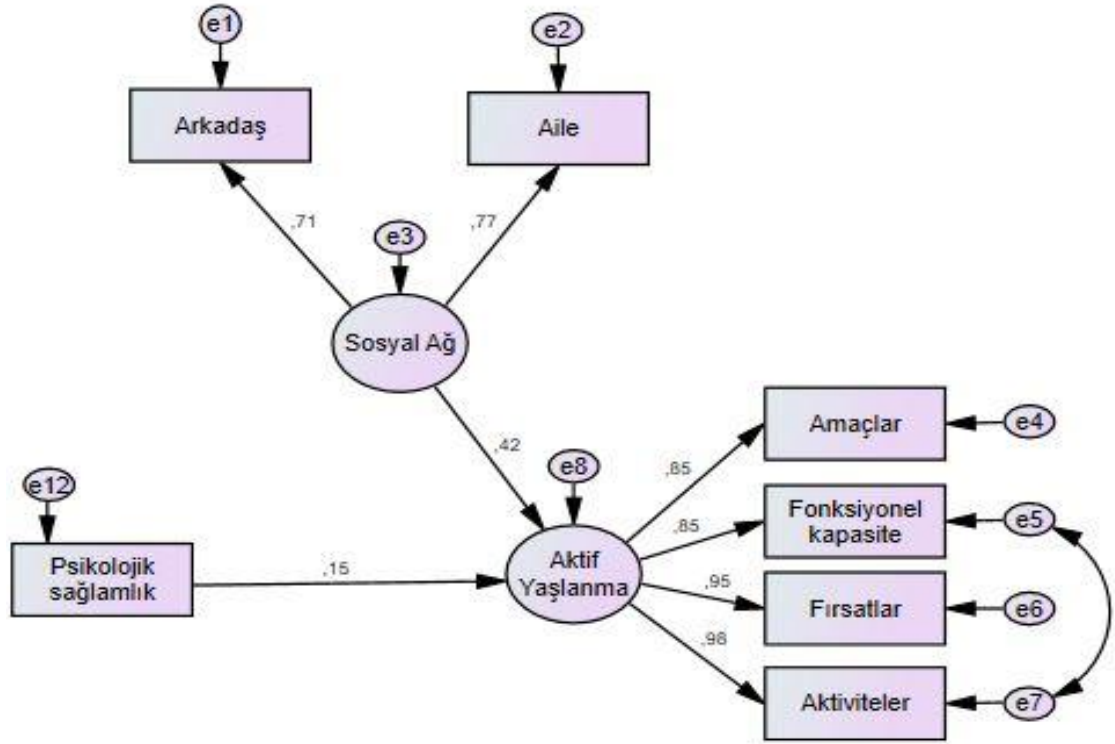 e1
e2
Arkadaş
Aile
,71
e3
,77
Sosyal Ağ
,42
e8
Amaçlar
e4
,85
e12
Psikolojik
sağlamlık
,15
Aktif
Yaşlanma
,85
Fonksiyonel
kapasite
e5
,95
Fırsatlar
e6
,98
Aktiviteler
e7